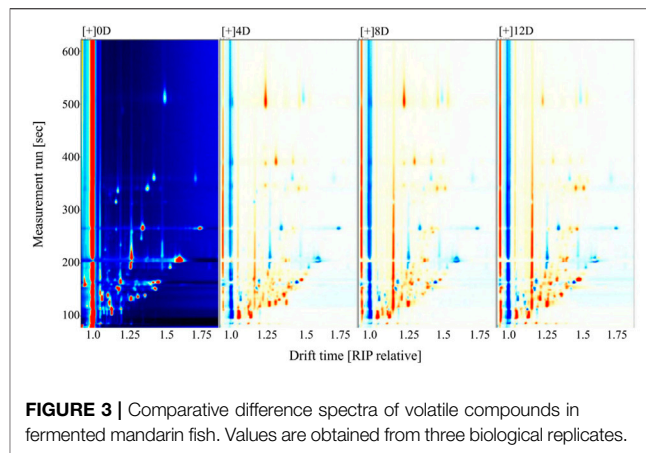 [+]0D [+]4D [+]8D [+]12D
600
500
400
300
200
100
Measurement run [sec]
1.0 1.25 1.5 1.75 1.0 1.25 1.5 1.75 1.0 1.25 1.5 1.75 1.0 1.25 1.5 1.75
Drift time [RIP relative]
FIGURE 3 | Comparative difference spectra of volatile compounds in
fermented mandarin fish. Values are obtained from three biological replicates.